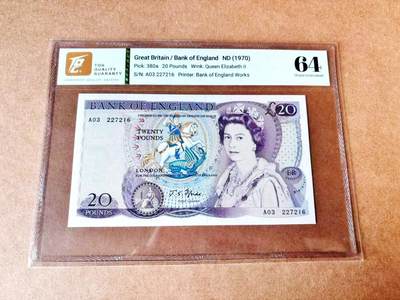 TQG
TOP
QUALITY
GUARANTY
Great Britain / Bank of England ND (1970)
Pick: 380a 20 Pounds Wmk: Queen Elizabeth II
S/N: A03 227216 Printer: Bank of England Works
64
BANK OF ENGLAND
£20
A03 227216
TWENTY
POUNDS
LONDON
20
POUNDS
A03 227216